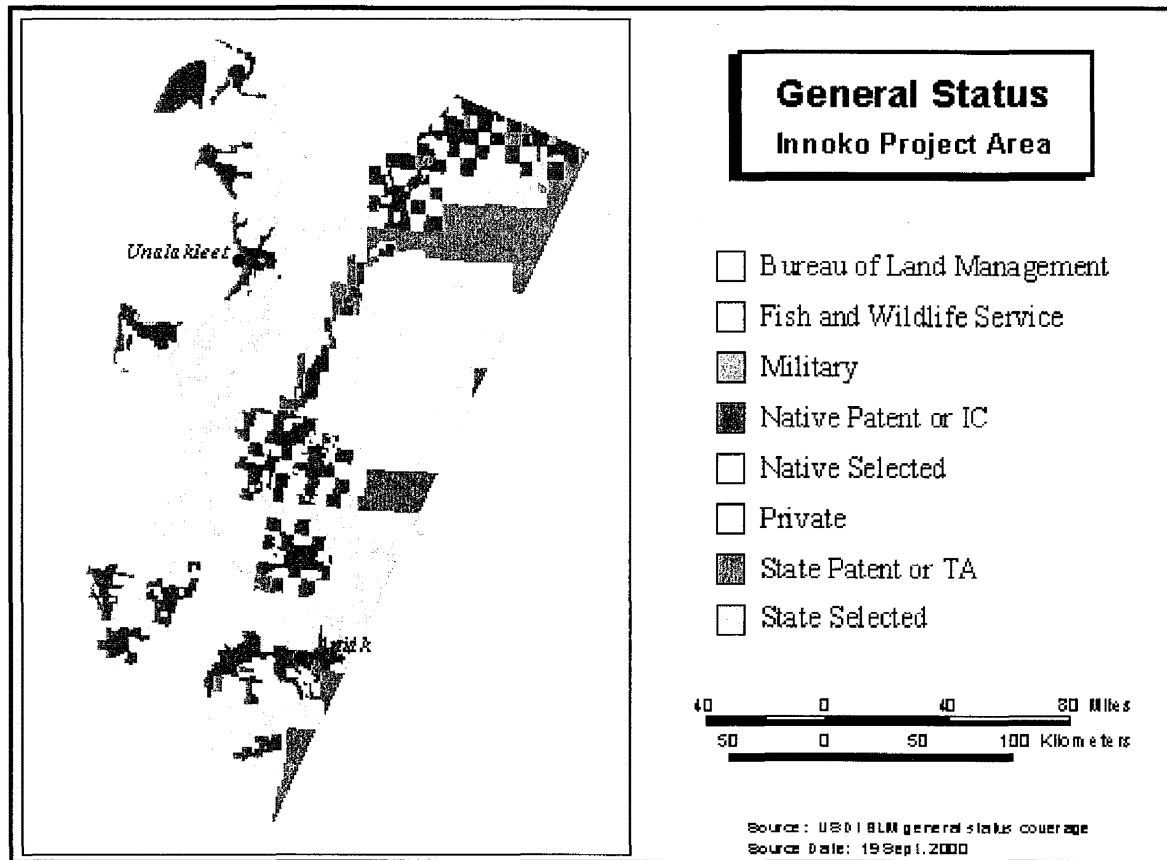 General Status
Innoko Project Area
Unalakleet
Bureau of Land Management
Fish and Wildlife Service
Military
Native Patent or IC
Native Selected
Private
State Patent or TA
State Selected
40 0 40 80 Miles
50 0 50 100 Kilometers
Source: USDI BLM general status coverage
Source Date: 19 Sept. 2000